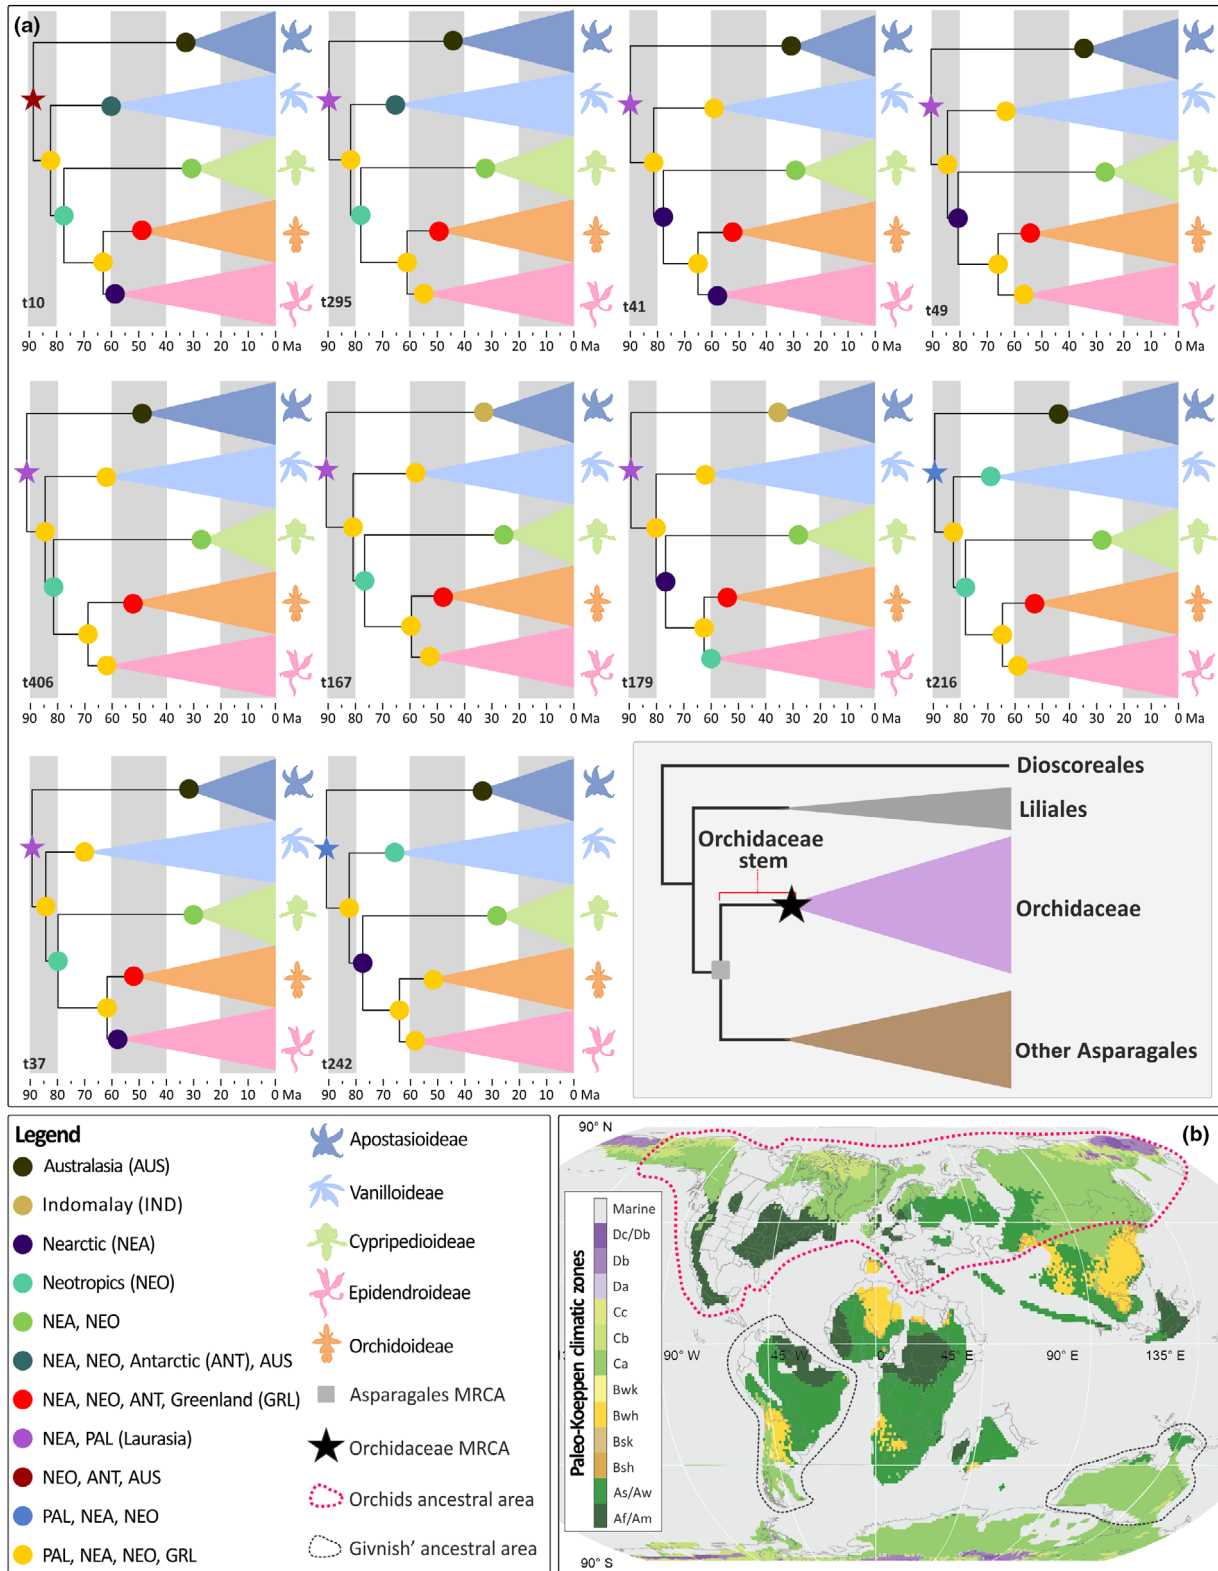 (a)
t10
t295
t41
t49
90 80 70 60 50 40 30 20 10 0 Ma
90 80 70 60 50 40 30 20 10 0 Ma
90 80 70 60 50 40 30 20 10 0 Ma
90 80 70 60 50 40 30 20 10 0 Ma
t406
t167
t179
t216
90 80 70 60 50 40 30 20 10 0 Ma
90 80 70 60 50 40 30 20 10 0 Ma
90 80 70 60 50 40 30 20 10 0 Ma
90 80 70 60 50 40 30 20 10 0 Ma
t37
t242
90 80 70 60 50 40 30 20 10 0 Ma
90 80 70 60 50 40 30 20 10 0 Ma
Dioscoreales
Liliales
Orchidaceae
stem
Orchidaceae
Other Asparagales
Legend
Australasia (AUS)
Indomalay (IND)
Nearctic (NEA)
Neotropics (NEO)
NEA, NEO
NEA, NEO, Antarctic (ANT), AUS
NEA, NEO, ANT, Greenland (GRL)
NEA, PAL (Laurasia)
NEO, ANT, AUS
PAL, NEA, NEO
PAL, NEA, NEO, GRL
Apostasioideae
Vanilloideae
Cypripedioideae
Epidendroideae
Orchidoideae
Asparagales MRCA
Orchidaceae MRCA
Orchids ancestral area
Givnish' ancestral area
(b)
90° N
Paleo-Koeppen climatic zones
Marine
Dc/Db
Db
Da
Cc
Cb
Ca
Bwk
Bwh
Bsk
Bsh
As/Aw
Af/Am
90° W
45° W
0°
45° E
90° E
135° E
90° S